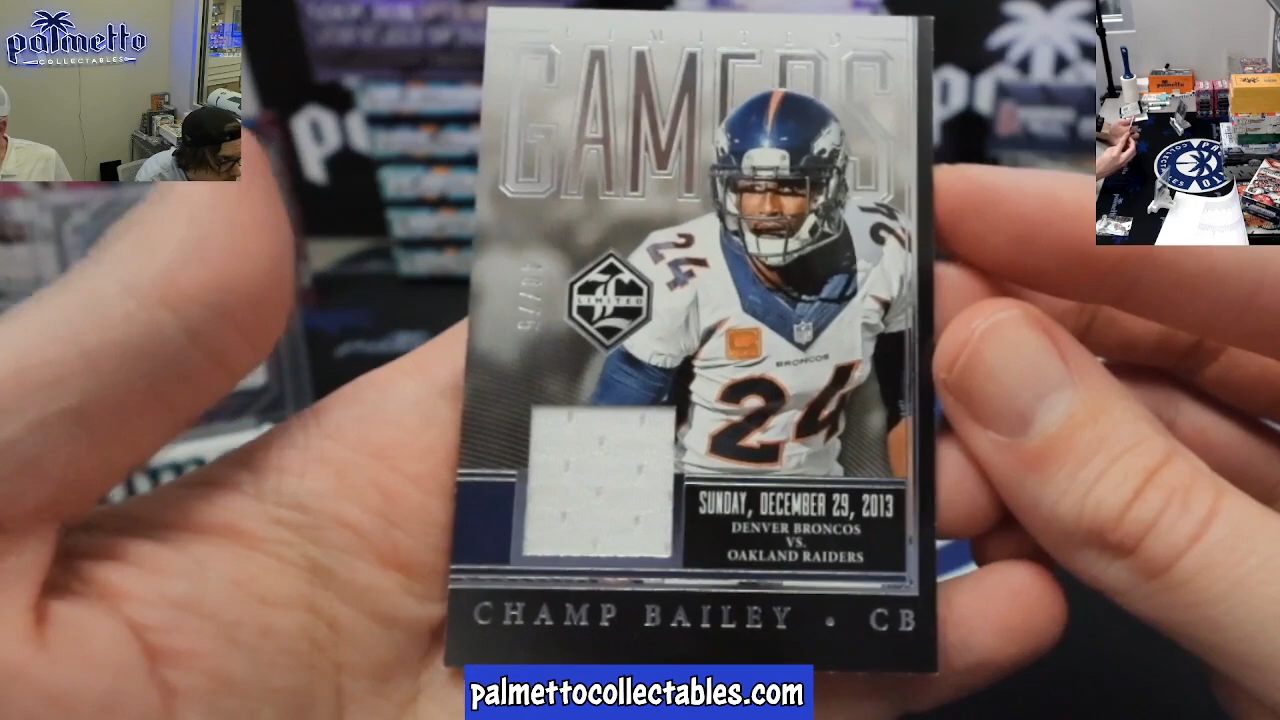 palmetto
COLLECTABLES
LIMITED
GAMERS
24
24
LIMITED
BRONCOS
24
SUNDAY, DECEMBER 29, 2013
DENVER BRONCOS
VS.
OAKLAND RAIDERS
CHAMP BAILEY • CB
palmettocollectables.com